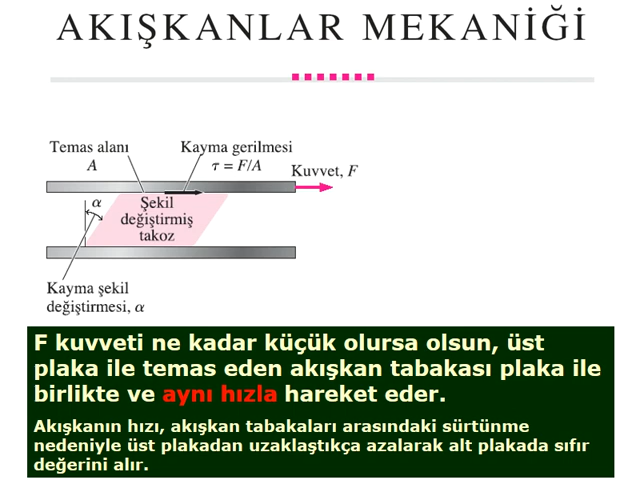 AKIŞKANLAR MEKANİĞİ
Temas alanı
A
Kayma gerilmesi
τ = F/A
Kuvvet, F
α
Şekil
değiştirmiş
takoz
Kayma şekil
değiştirmesi, α
F kuvveti ne kadar küçük olursa olsun, üst
plaka ile temas eden akışkan tabakası plaka ile
birlikte ve aynı hızla hareket eder.
Akışkanın hızı, akışkan tabakaları arasındaki sürtünme
nedeniyle üst plakadan uzaklaştıkça azalarak alt plakada sıfır
değerini alır.